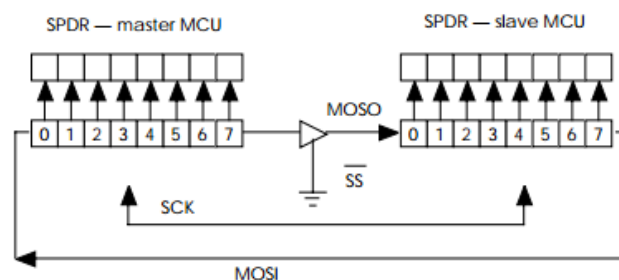 SPDR — master MCU
SPDR — slave MCU
MOSO
0 1 2 3 4 5 6 7
0 1 2 3 4 5 6 7
SS
SCK
MOSI